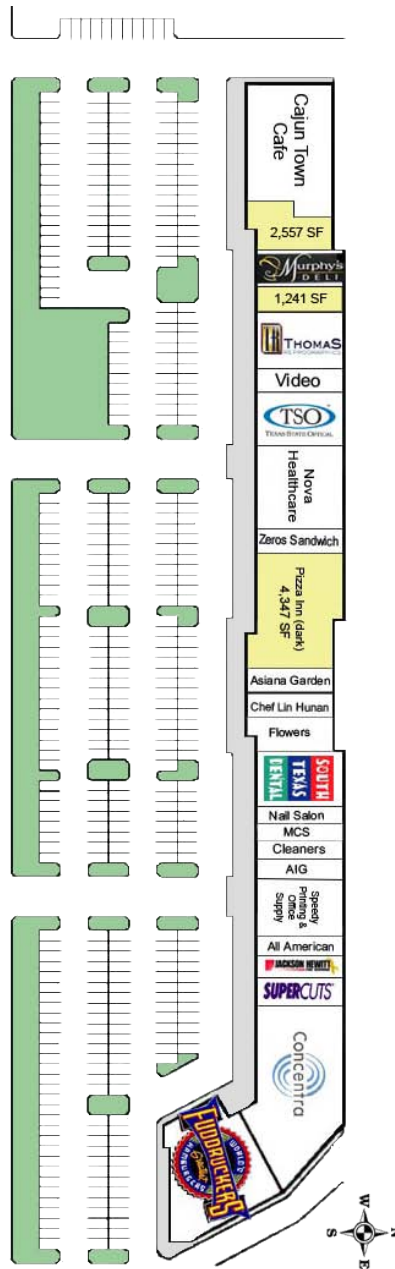 Cajun Town
Cafe
2,557 SF
Murphy's
DELI
1,241 SF
THOMAS
REPROGRAPHICS
Video
TSO
TEXAS STATE OPTICAL
Nova
Healthcare
Zeros Sandwich
Pizza Inn (dark)
4,347 SF
Asiana Garden
Chef Lin Hunan
Flowers
SOUTH
TEXAS
DENTAL
Nail Salon
MCS
Cleaners
AIG
Speedy
Printing &
Office
Supply
All American
JACKSON HEWITT
SUPERCUTS
Concentra
WORLD'S
FUDDRUCKERS
Greatest
HAMBURGERS
N
W
E
S